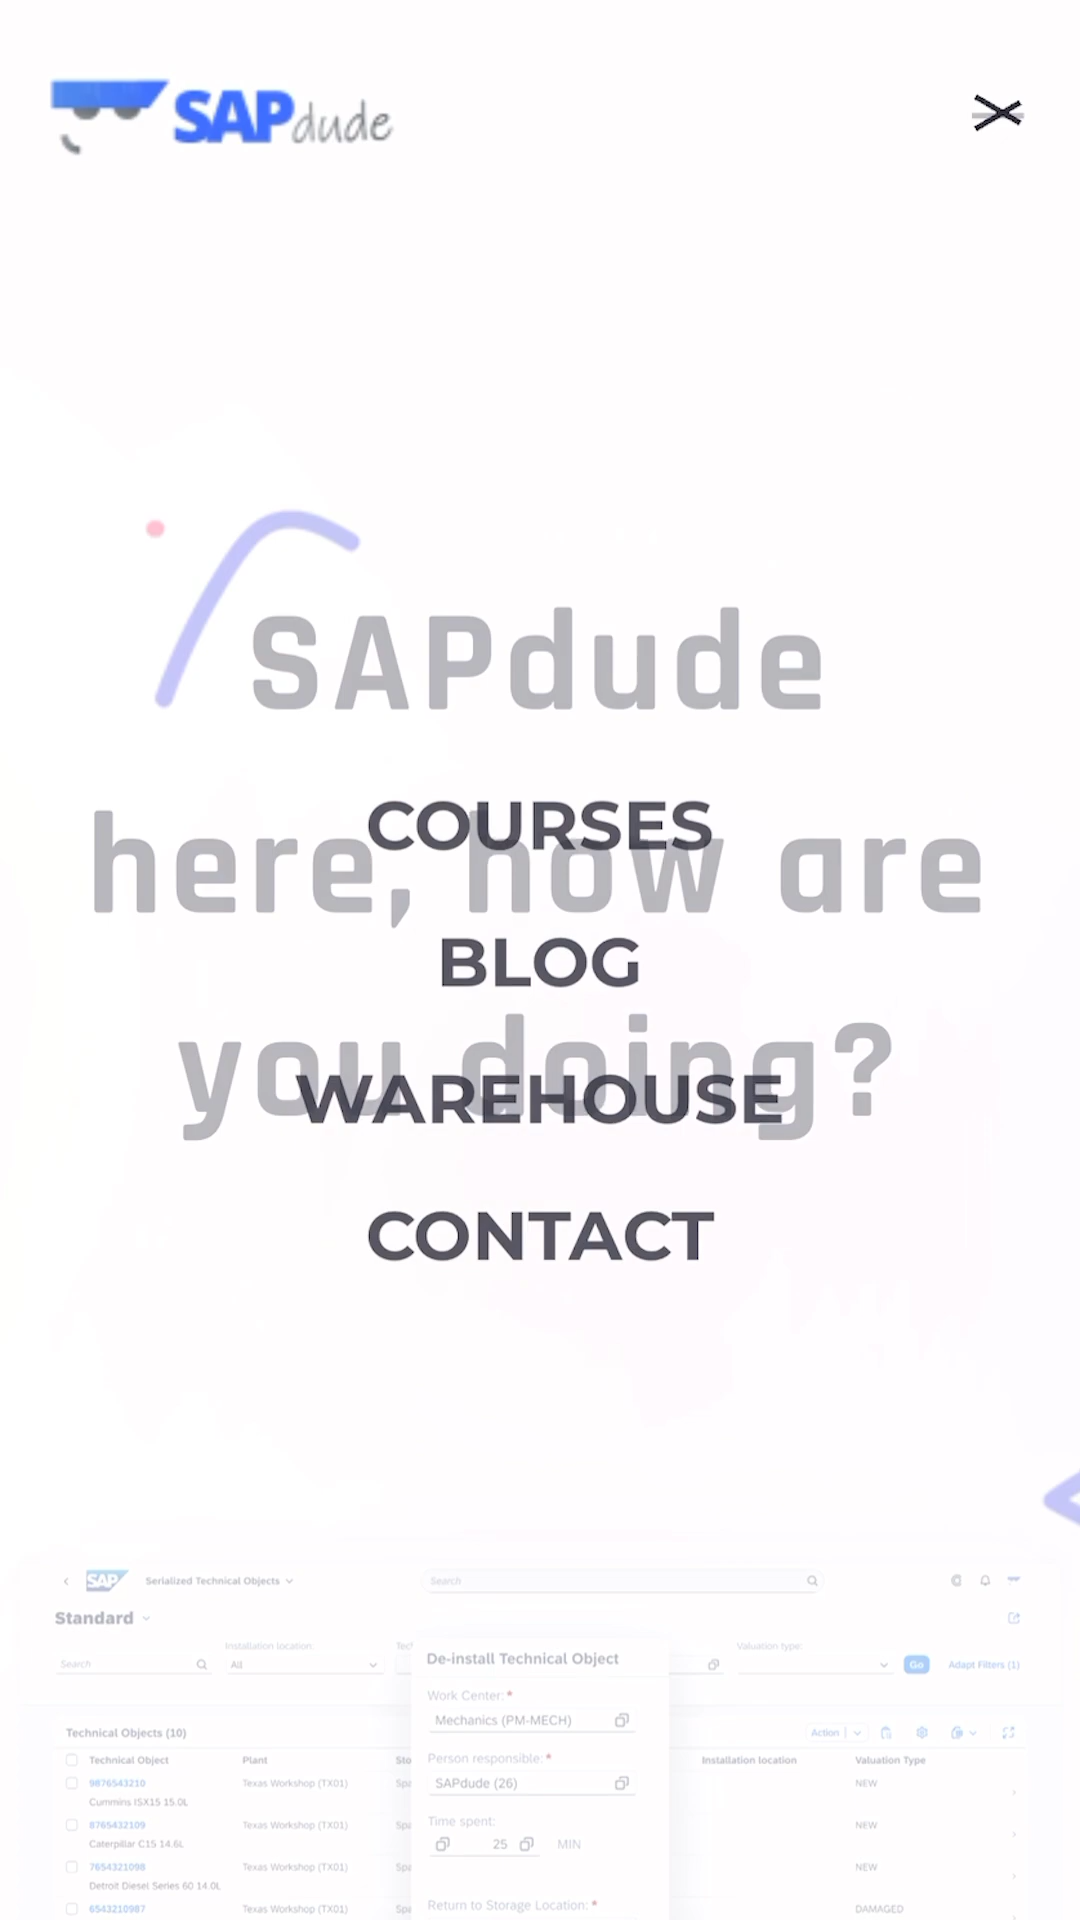 SAPdude
SAPdude
COURSES
here, how are
BLOG
you doing?
WAREHOUSE
CONTACT
SAP Serialized Technical Objects Search
Standard
Installation location: Valuation type:
Search All Go Adapt Filters (1)
De-install Technical Object
Work Center:*
Mechanics (PM-MECH)
Person responsible:*
SAPdude (26)
Time spent:
25 MIN
Return to Storage Location:*
Technical Objects (10) Action
Technical Object Plant Installation location Valuation Type
9876543210 Texas Workshop (TX01) NEW
Cummins ISX15 15.0L
8765432109 Texas Workshop (TX01) NEW
Caterpillar C15 14.6L
7654321098 Texas Workshop (TX01) NEW
Detroit Diesel Series 60 14.0L
6543210987 Texas Workshop (TX01) DAMAGED